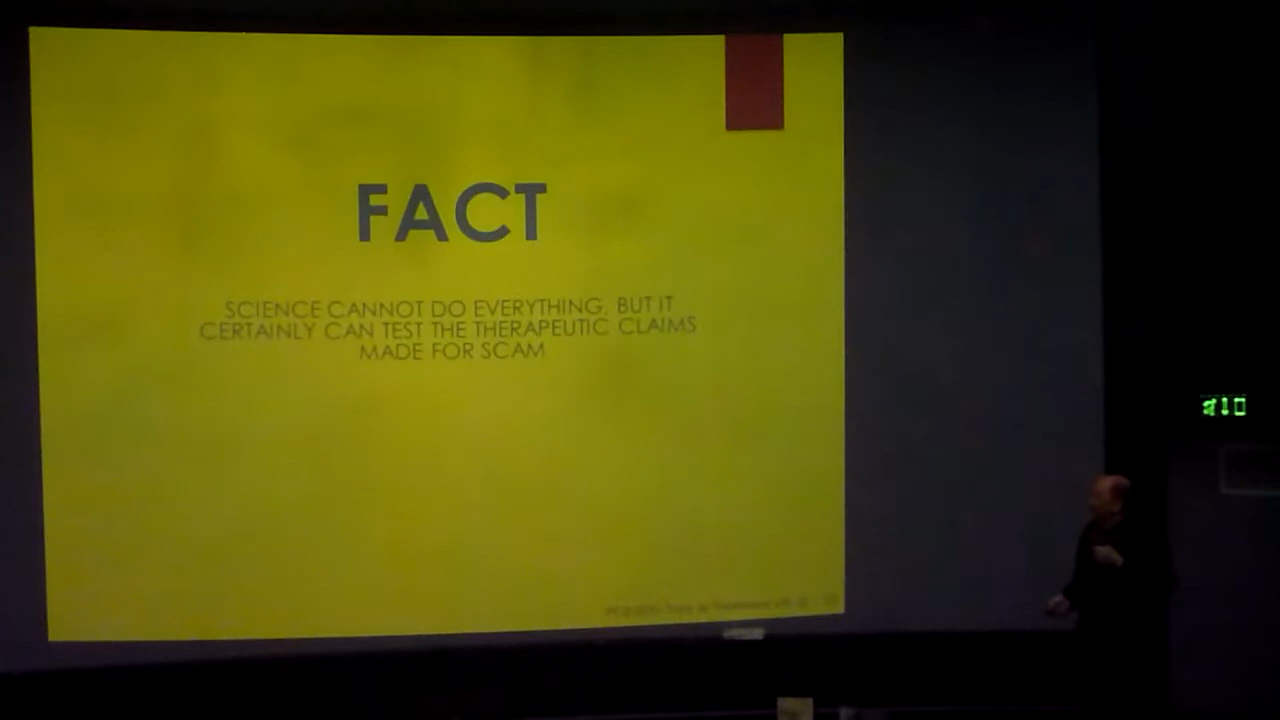 FACT
SCIENCE CANNOT DO EVERYTHING, BUT IT
CERTAINLY CAN TEST THE THERAPEUTIC CLAIMS
MADE FOR SCAM